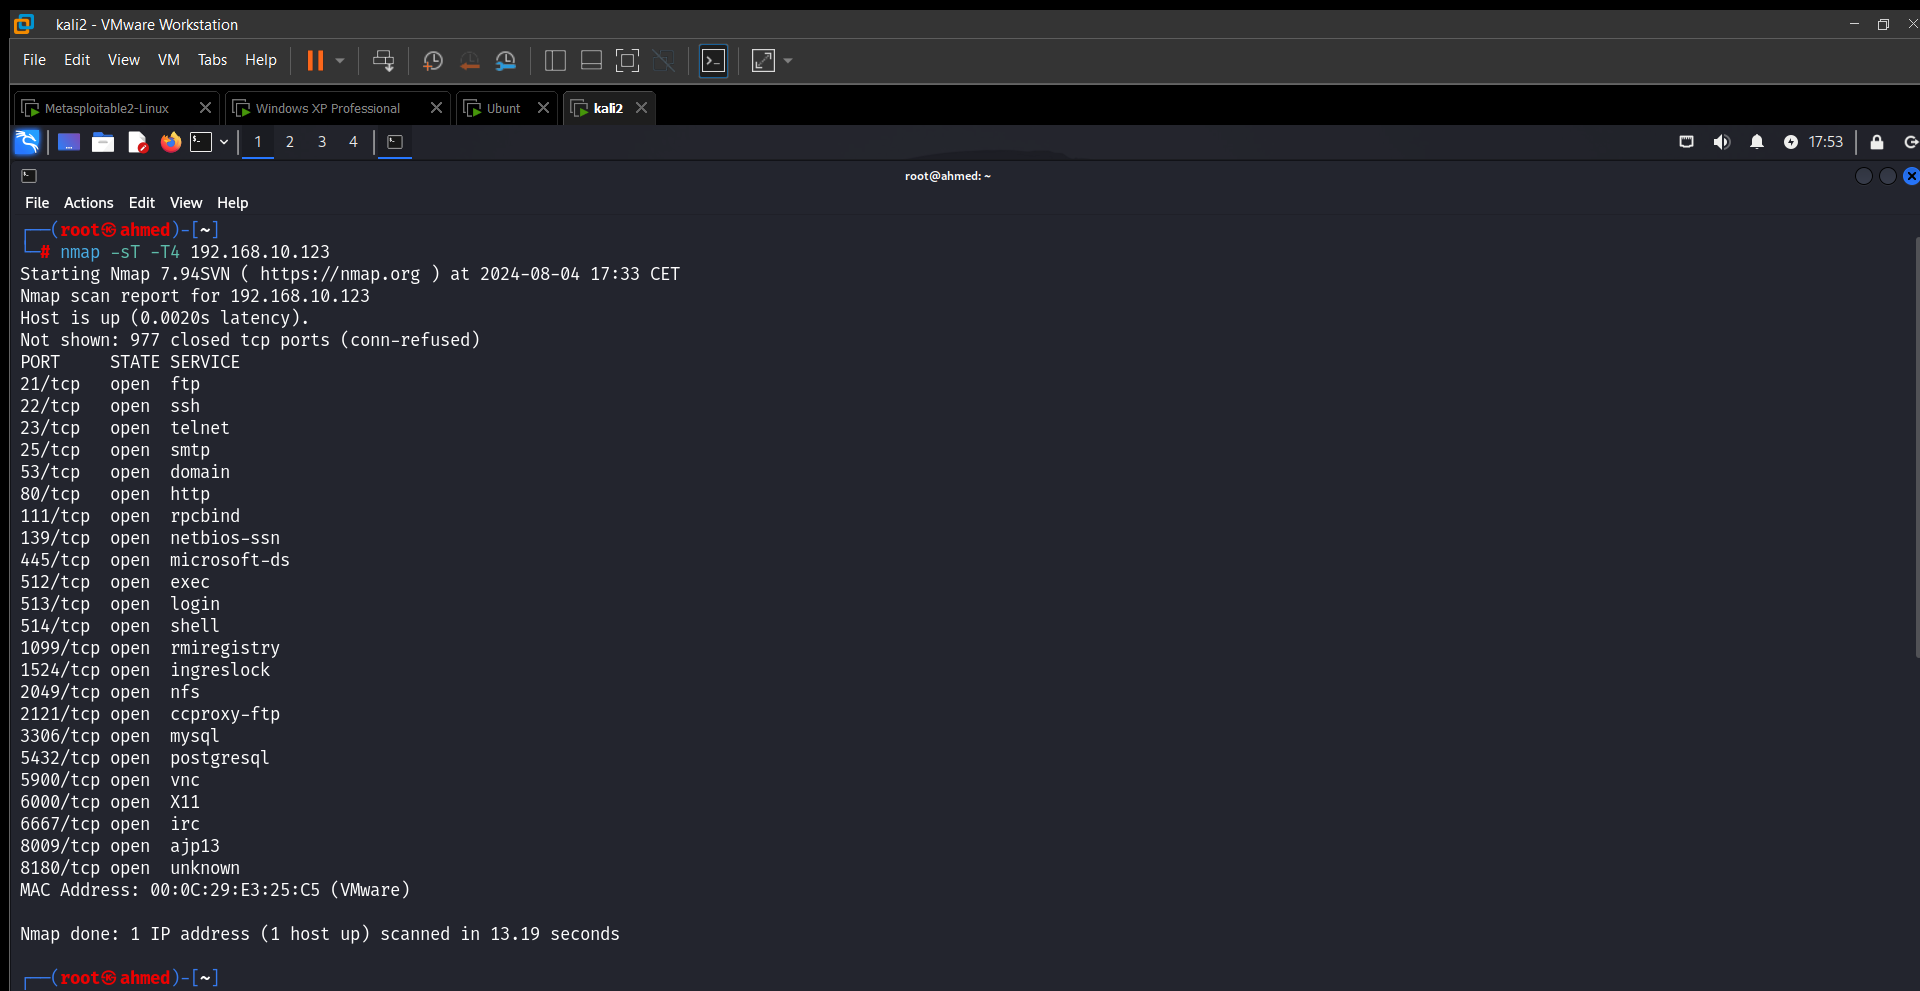 kali2 - VMware Workstation
File Edit View VM Tabs Help
Metasploitable2-Linux Windows XP Professional Ubunt kali2
1 2 3 4 17:53
root@ahmed: ~
File Actions Edit View Help
┌──(root㉿ahmed)-[~]
└─# nmap -sT -T4 192.168.10.123
Starting Nmap 7.94SVN ( https://nmap.org ) at 2024-08-04 17:33 CET
Nmap scan report for 192.168.10.123
Host is up (0.0020s latency).
Not shown: 977 closed tcp ports (conn-refused)
PORT     STATE SERVICE
21/tcp   open  ftp
22/tcp   open  ssh
23/tcp   open  telnet
25/tcp   open  smtp
53/tcp   open  domain
80/tcp   open  http
111/tcp  open  rpcbind
139/tcp  open  netbios-ssn
445/tcp  open  microsoft-ds
512/tcp  open  exec
513/tcp  open  login
514/tcp  open  shell
1099/tcp open  rmiregistry
1524/tcp open  ingreslock
2049/tcp open  nfs
2121/tcp open  ccproxy-ftp
3306/tcp open  mysql
5432/tcp open  postgresql
5900/tcp open  vnc
6000/tcp open  X11
6667/tcp open  irc
8009/tcp open  ajp13
8180/tcp open  unknown
MAC Address: 00:0C:29:E3:25:C5 (VMware)
Nmap done: 1 IP address (1 host up) scanned in 13.19 seconds
┌──(root㉿ahmed)-[~]